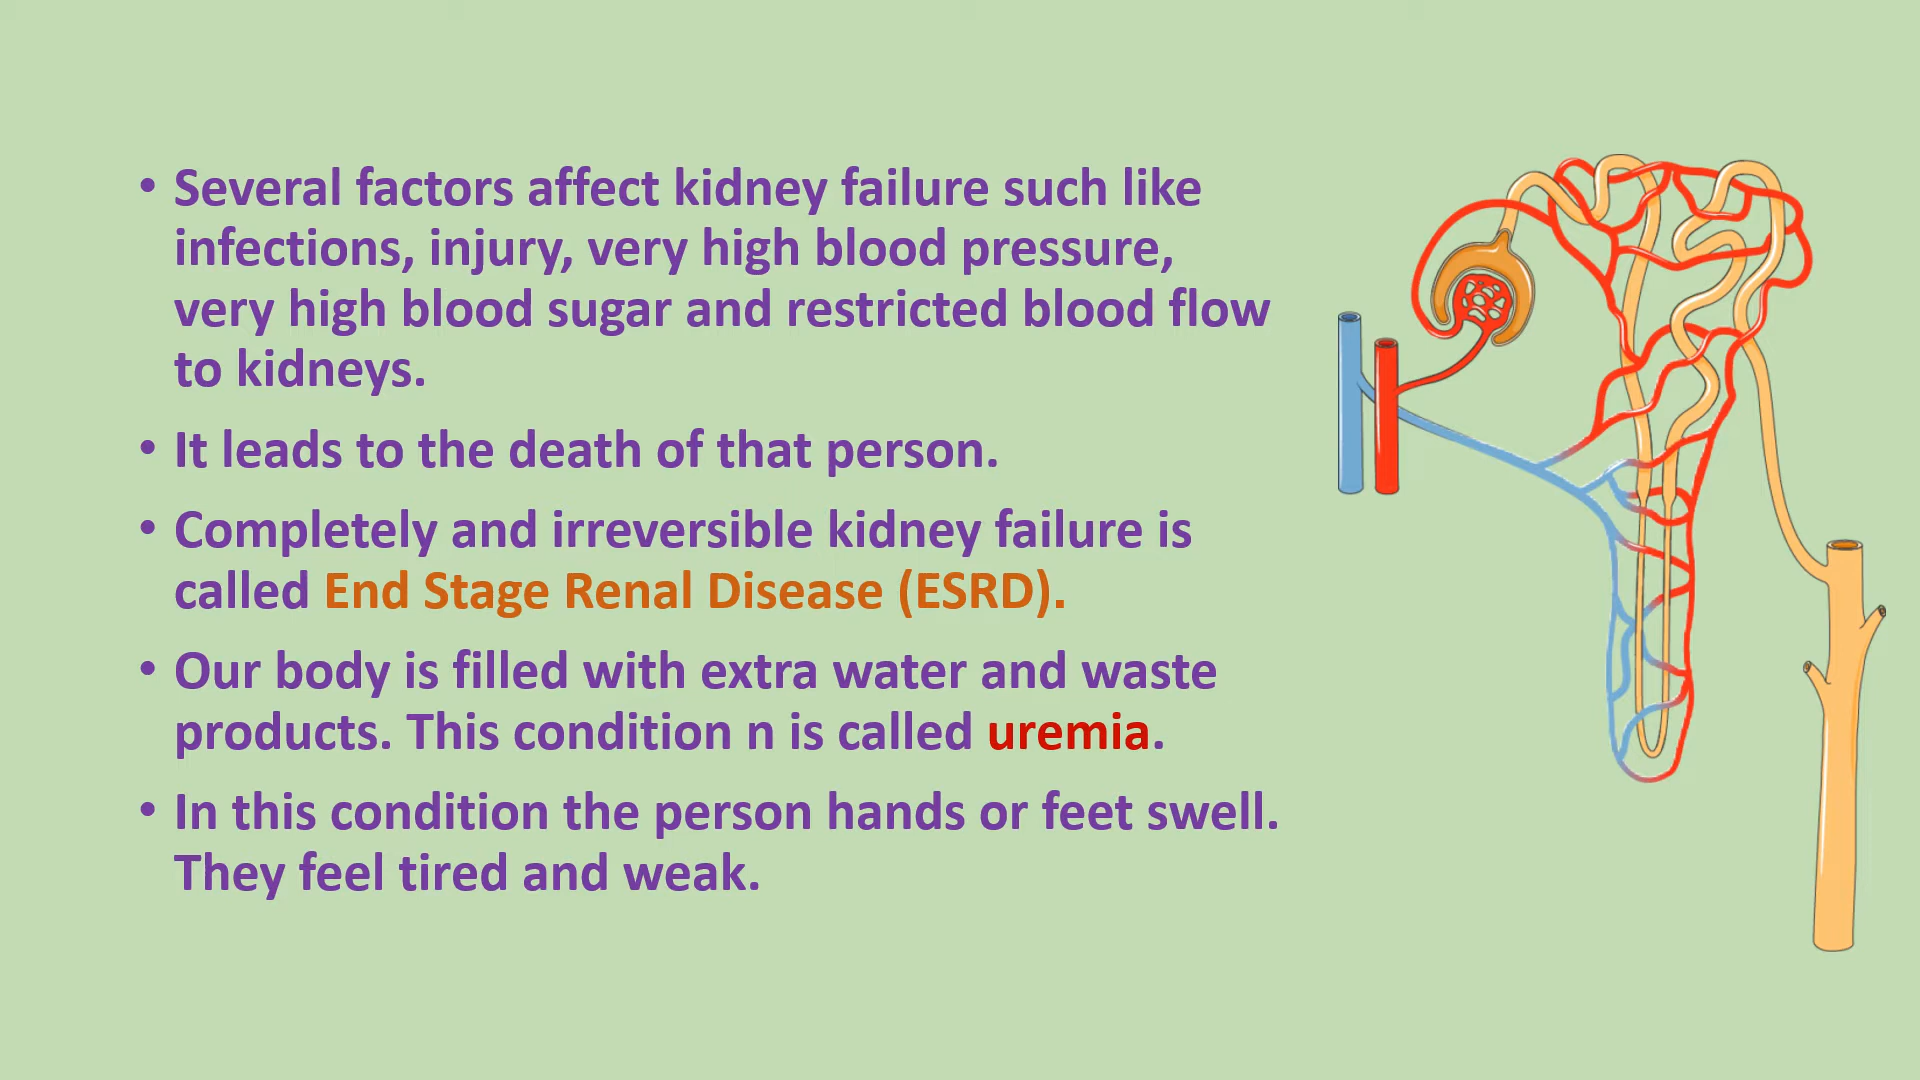 • Several factors affect kidney failure such like
infections, injury, very high blood pressure,
very high blood sugar and restricted blood flow
to kidneys.
• It leads to the death of that person.
• Completely and irreversible kidney failure is
called End Stage Renal Disease (ESRD).
• Our body is filled with extra water and waste
products. This condition n is called uremia.
• In this condition the person hands or feet swell.
They feel tired and weak.